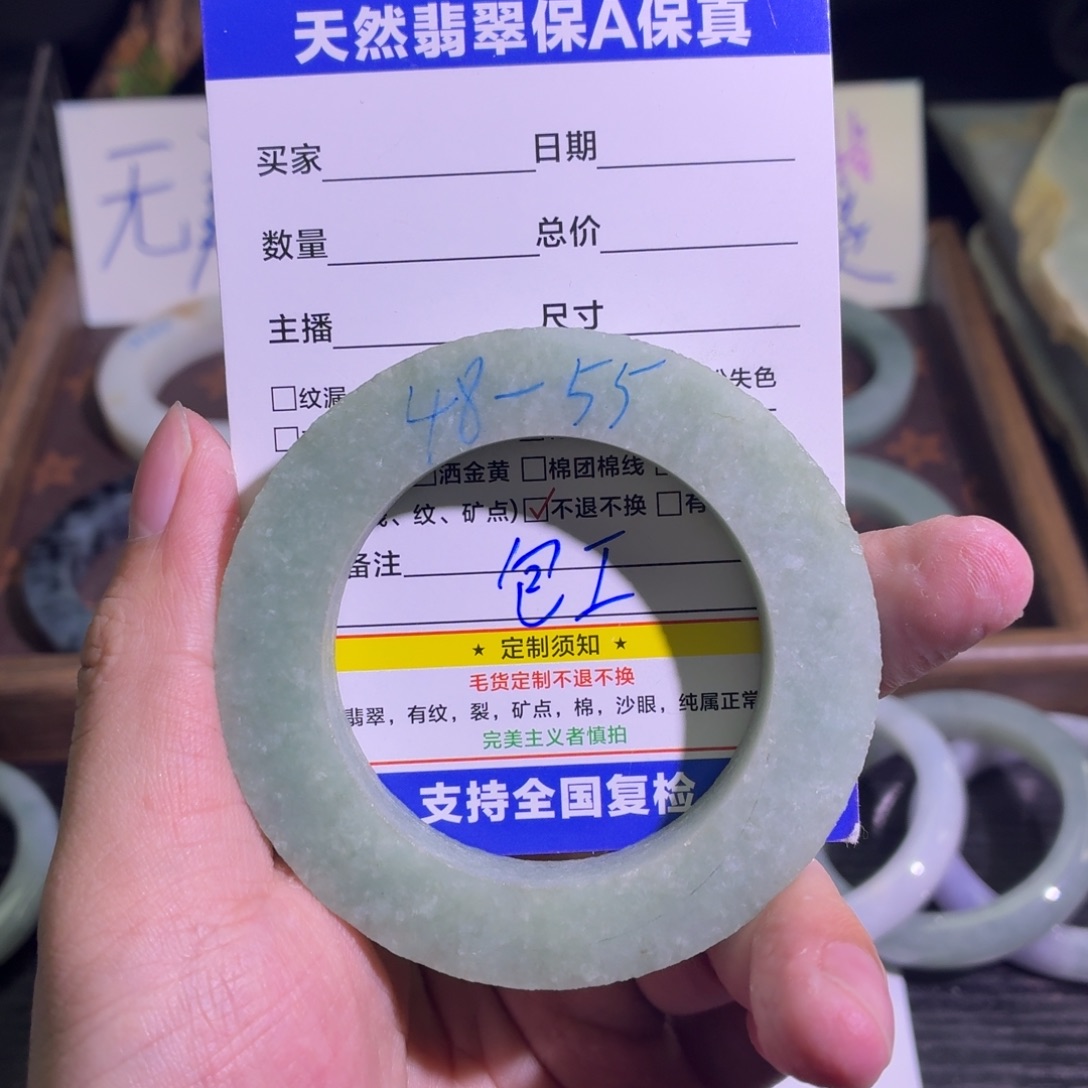 天然翡翠保A保真
无
买家 日期
数量 总价
主播 尺寸
48-55
□纹漏 失色
□洒金黄 □棉团棉线
、纹、矿点) ☑不退不换 □有
备注 包工
★ 定制须知 ★
毛货定制不退不换
翡翠，有纹，裂，矿点，棉，沙眼，纯属正常
完美主义者慎拍
支持全国复检